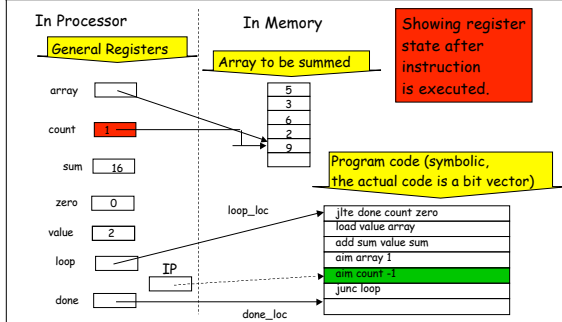 In Processor
In Memory
General Registers
Array to be summed
Showing register
state after
instruction
is executed.
array
count
1
sum
16
zero
0
value
2
loop
IP
done
5
3
6
2
9
Program code (symbolic,
the actual code is a bit vector)
loop_loc
jlte done count zero
load value array
add sum value sum
aim array 1
aim count -1
junc loop
done_loc